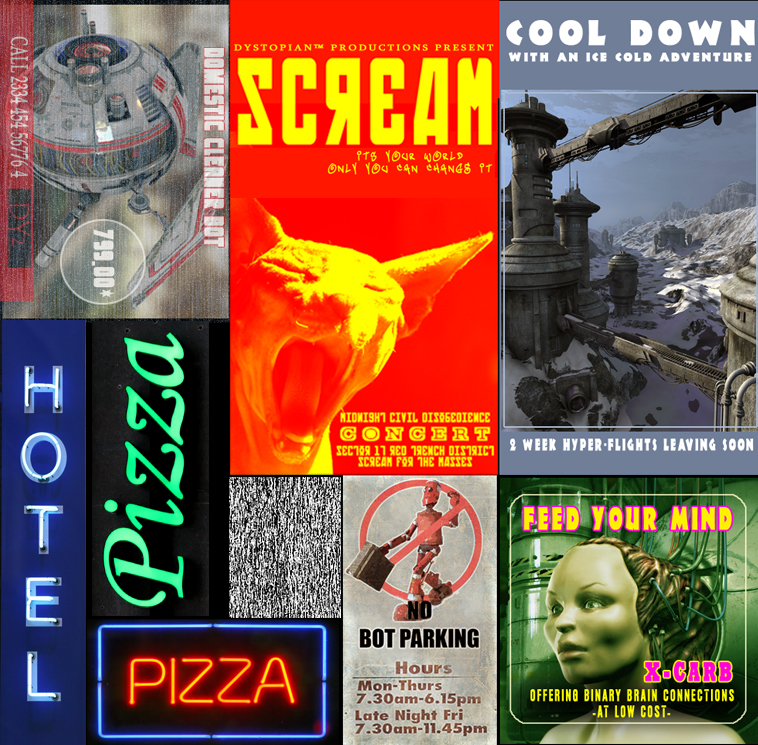 DOMESTIC CLEANER BOT
799.00*
CALL 2334 454 56776 4
DYSTOPIAN™ PRODUCTIONS PRESENT
SCЯEAM
IT'S YOUR WORLD
ONLY YOU CAN CHANGE IT
MIDNIGHT CIVIL DISOBEDIENCE
CONCERT
SECTOR 17 RED TRENCH DISTRICT
SCREAM FOR THE MASSES
COOL DOWN
WITH AN ICE COLD ADVENTURE
2 WEEK HYPER-FLIGHTS LEAVING SOON
HOTEL
Pizza
PIZZA
NO
BOT PARKING
Hours
Mon-Thurs
7.30am-6.15pm
Late Night Fri
7.30am-11.45pm
FEED YOUR MIND
X-CARB
OFFERING BINARY BRAIN CONNECTIONS
-AT LOW COST-